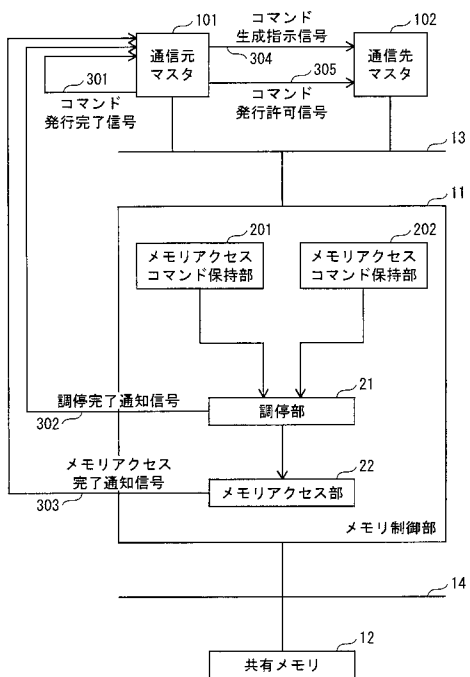 101
通信元
マスタ
コマンド
生成指示信号
304
305
コマンド
発行許可信号
102
通信先
マスタ
301
コマンド
発行完了信号
13
11
201
メモリアクセス
コマンド保持部
202
メモリアクセス
コマンド保持部
調停完了通知信号
302
21
調停部
メモリアクセス
完了通知信号
303
22
メモリアクセス部
メモリ制御部
14
12
共有メモリ